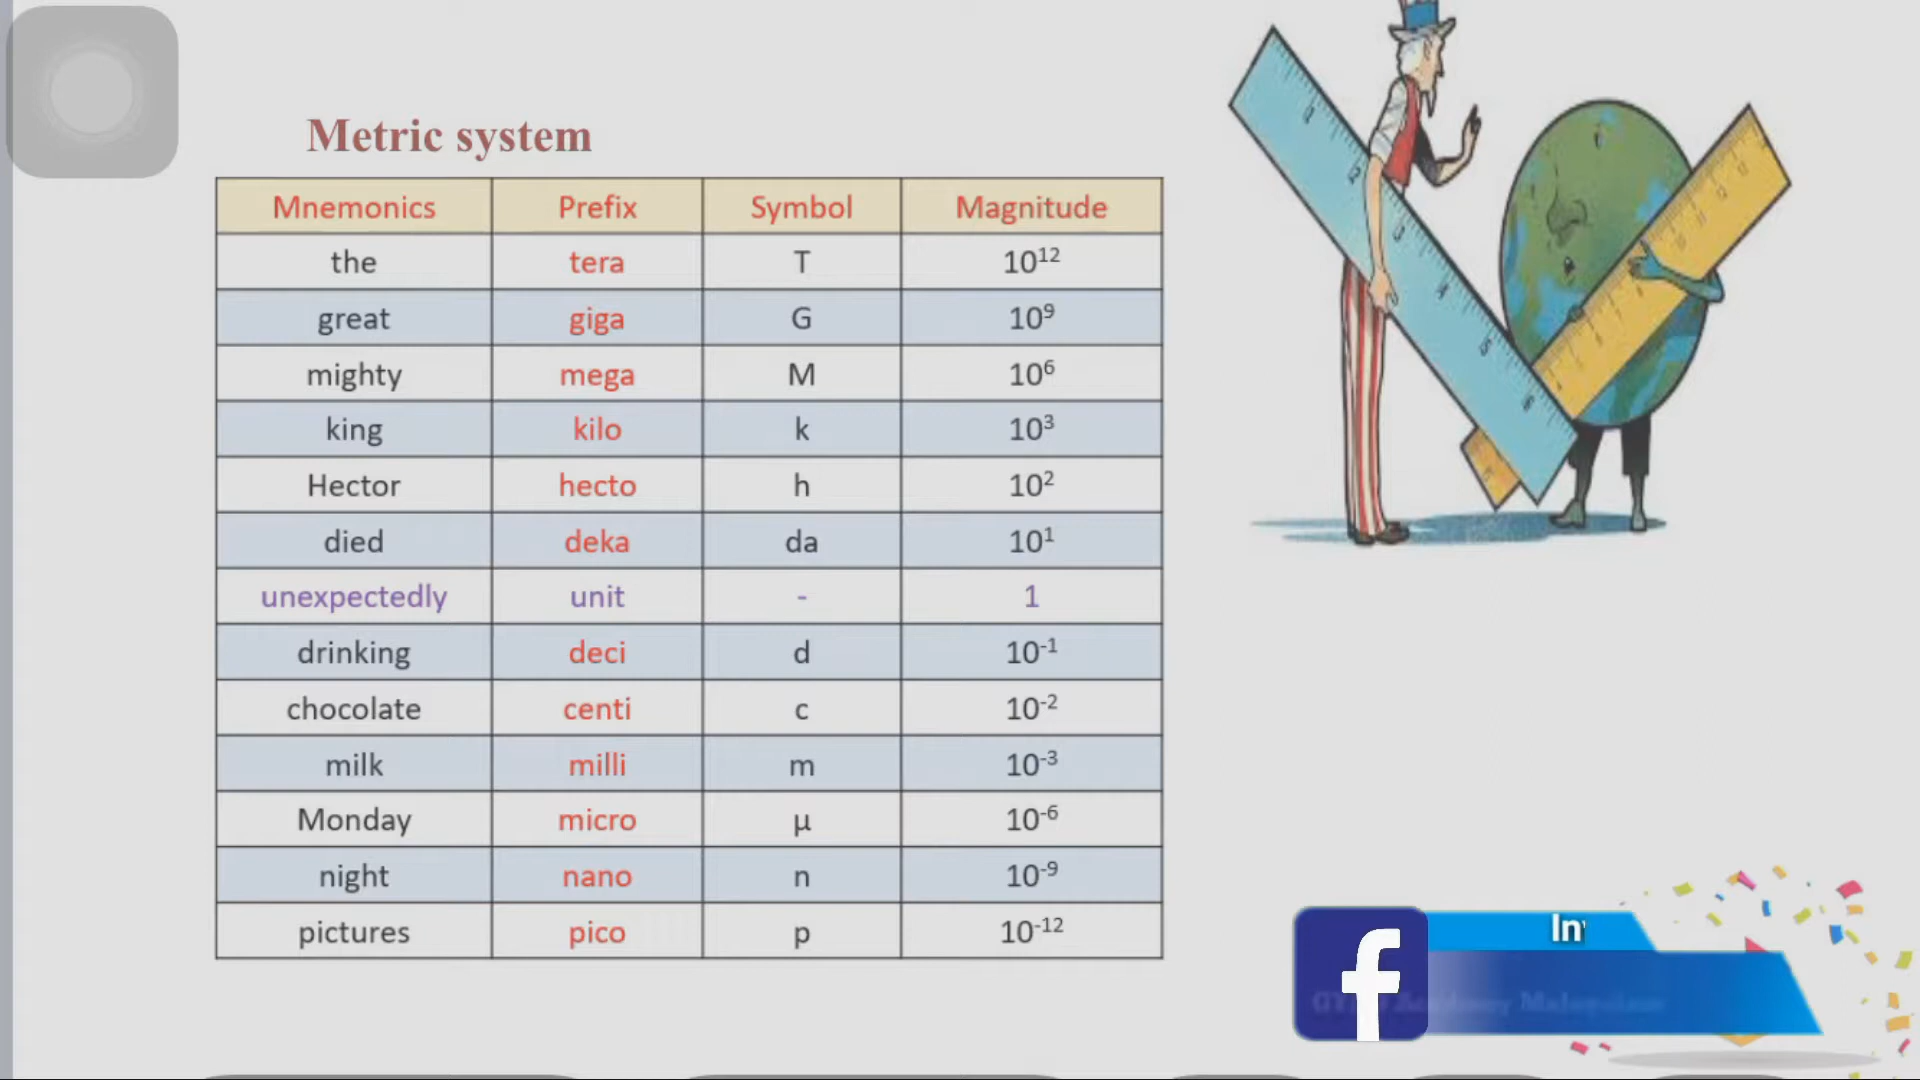 Metric system
Mnemonics Prefix Symbol Magnitude
the tera T 10¹²
great giga G 10⁹
mighty mega M 10⁶
king kilo k 10³
Hector hecto h 10²
died deka da 10¹
unexpectedly unit - 1
drinking deci d 10⁻¹
chocolate centi c 10⁻²
milk milli m 10⁻³
Monday micro μ 10⁻⁶
night nano n 10⁻⁹
pictures pico p 10⁻¹²
f In